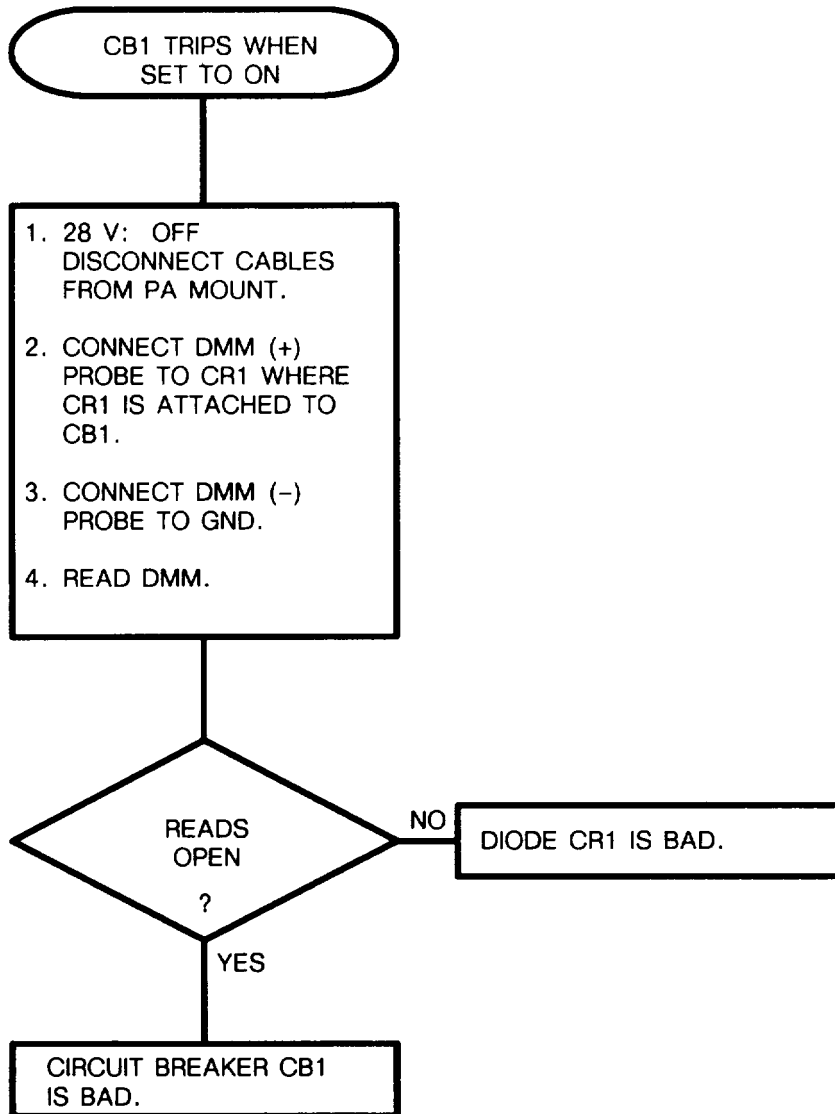 CB1 TRIPS WHEN
SET TO ON
1. 28 V: OFF
DISCONNECT CABLES
FROM PA MOUNT.
2. CONNECT DMM (+)
PROBE TO CR1 WHERE
CR1 IS ATTACHED TO
CB1.
3. CONNECT DMM (−)
PROBE TO GND.
4. READ DMM.
READS
OPEN
?
NO
DIODE CR1 IS BAD.
YES
CIRCUIT BREAKER CB1
IS BAD.